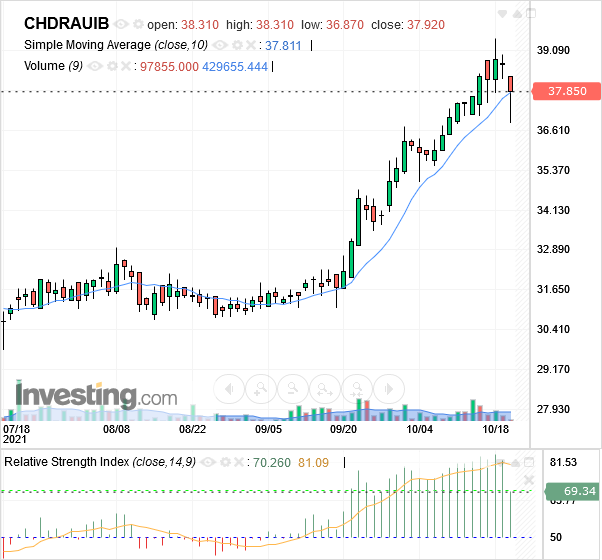 CHDRAUIB open: 38.310 high: 38.310 low: 36.870 close: 37.920
Simple Moving Average (close,10) 37.811
Volume (9) 97855.000 429655.444
39.090
37.850
36.610
35.370
34.130
32.890
31.650
30.410
29.170
27.930
Investing.com
07/18 08/08 08/22 09/05 09/20 10/04 10/18
2021
Relative Strength Index (close,14,9) 70.260 81.09
81.53
69.34
65.77
50